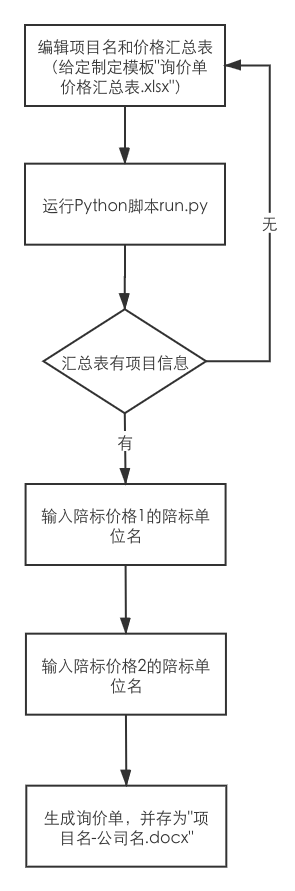 编辑项目名和价格汇总表
（给定制定模板"询价单
价格汇总表.xlsx"）
运行Python脚本run.py
无
汇总表有项目信息
有
输入陪标价格1的陪标单
位名
输入陪标价格2的陪标单
位名
生成询价单，并存为"项
目名-公司名.docx"